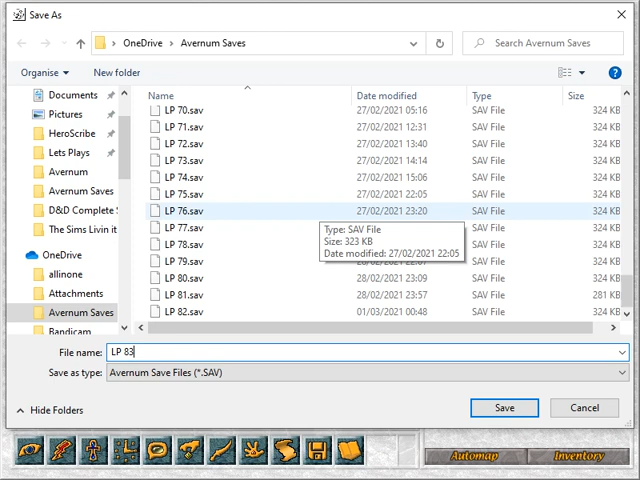 Save As
OneDrive > Avernum Saves
Search Avernum Saves
Organise
New folder
Documents
Pictures
HeroScribe
Lets Plays
Avernum
Avernum Saves
D&D Complete S
The Sims Livin it
OneDrive
allinone
Attachments
Avernum Saves
Bandicam
Name Date modified Type Size
LP 70.sav 27/02/2021 05:16 SAV File 324 KB
LP 71.sav 27/02/2021 12:31 SAV File 324 KB
LP 72.sav 27/02/2021 13:40 SAV File 324 KB
LP 73.sav 27/02/2021 14:14 SAV File 324 KB
LP 74.sav 27/02/2021 15:06 SAV File 324 KB
LP 75.sav 27/02/2021 22:05 SAV File 324 KB
LP 76.sav 27/02/2021 23:20 SAV File 324 KB
LP 77.sav SAV File 324 KB
LP 78.sav SAV File 324 KB
LP 79.sav SAV File 324 KB
LP 80.sav 28/02/2021 23:09 SAV File 324 KB
LP 81.sav 28/02/2021 23:57 SAV File 281 KB
LP 82.sav 01/03/2021 00:48 SAV File 324 KB
Type: SAV File
Size: 323 KB
Date modified: 27/02/2021 22:05
File name: LP 83
Save as type: Avernum Save Files (*.SAV)
Hide Folders
Save
Cancel
Automap
Inventory